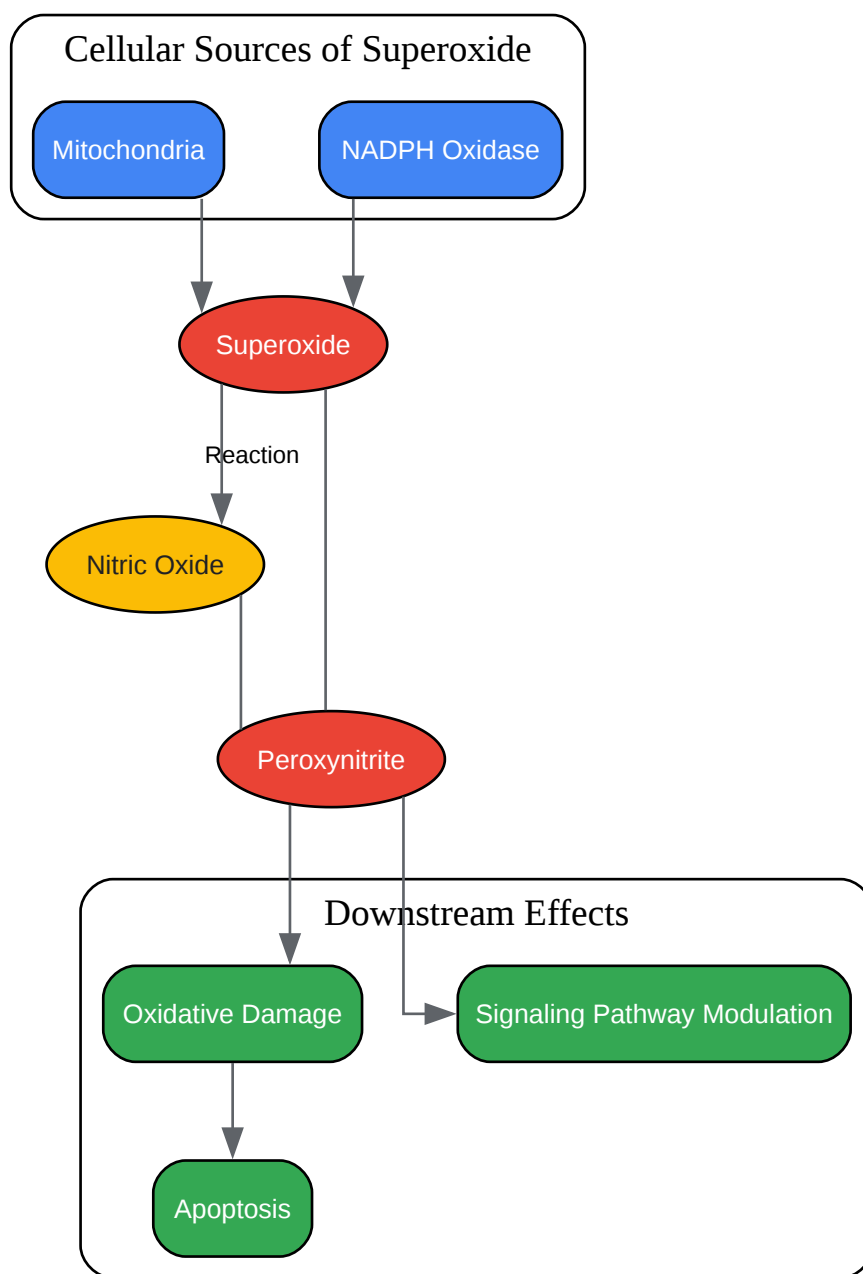 Cellular Sources of Superoxide
Mitochondria
NADPH Oxidase
Superoxide
Reaction
Nitric Oxide
Peroxynitrite
Downstream Effects
Oxidative Damage
Signaling Pathway Modulation
Apoptosis